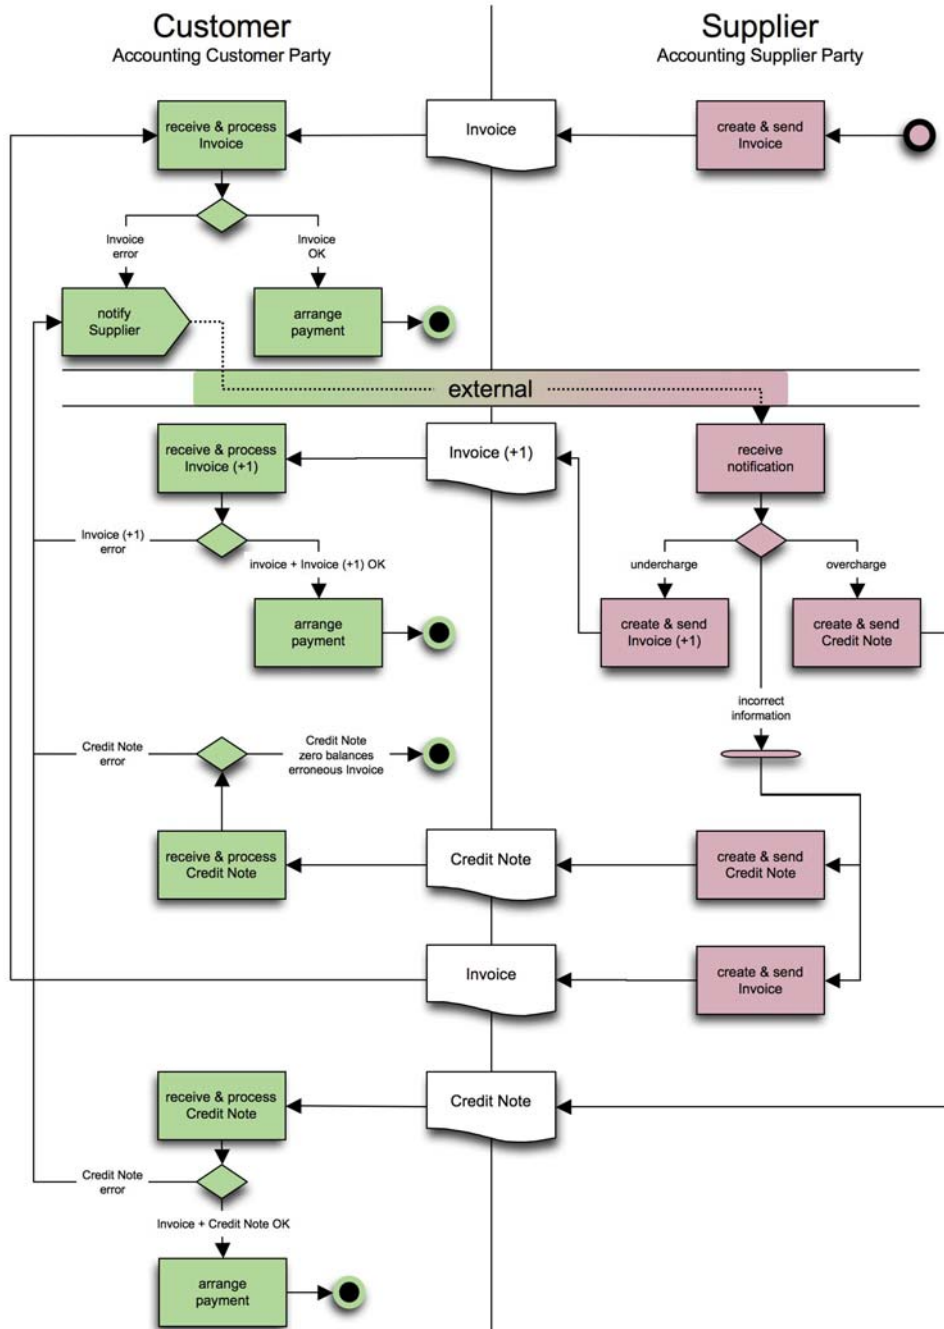 Customer
Accounting Customer Party
Supplier
Accounting Supplier Party
receive & process
Invoice
Invoice
create & send
Invoice
Invoice
error
Invoice
OK
notify
Supplier
arrange
payment
external
receive & process
Invoice (+1)
Invoice (+1)
receive
notification
Invoice (+1)
error
invoice + Invoice (+1) OK
undercharge
overcharge
arrange
payment
create & send
Invoice (+1)
create & send
Credit Note
incorrect
information
Credit Note
error
Credit Note
zero balances
erroneous Invoice
receive & process
Credit Note
Credit Note
create & send
Credit Note
Invoice
create & send
Invoice
receive & process
Credit Note
Credit Note
Credit Note
error
Invoice + Credit Note OK
arrange
payment